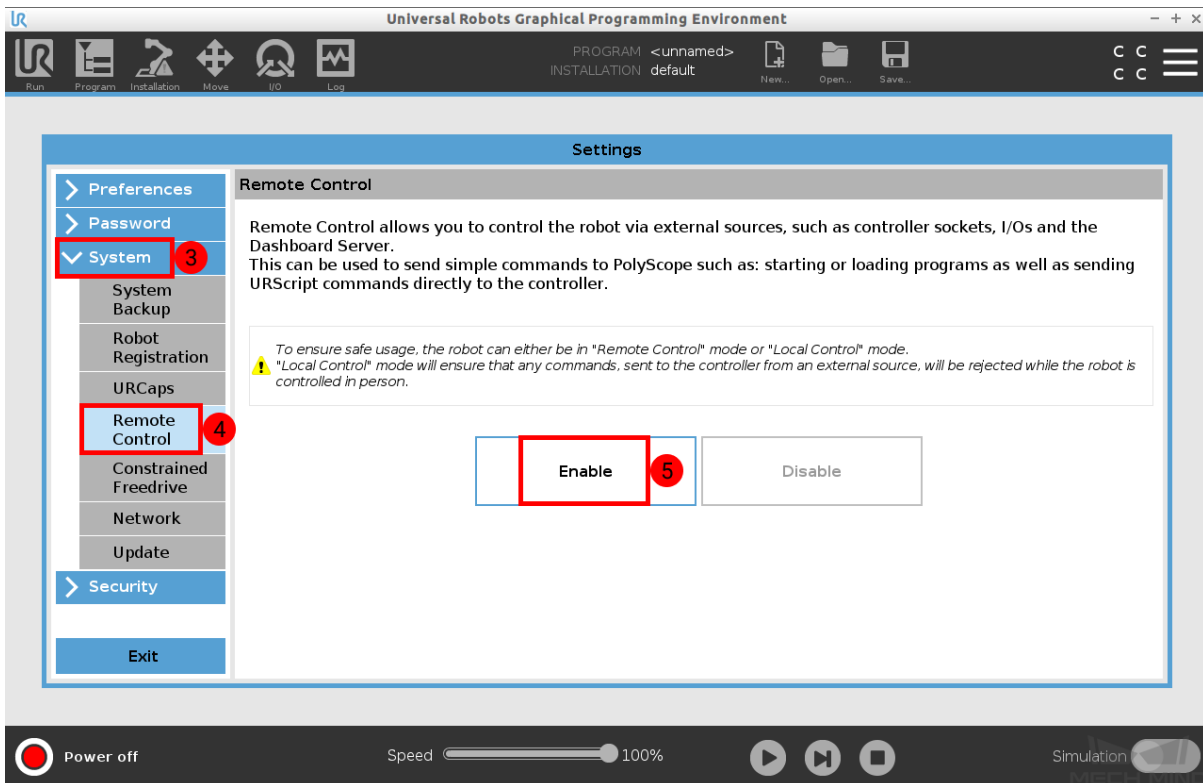 UR
Universal Robots Graphical Programming Environment
UR
Run
Program
Installation
Move
I/O
Log
PROGRAM <unnamed>
INSTALLATION default
New...
Open...
Save...
C C
C C
Settings
Preferences
Password
System
3
System
Backup
Robot
Registration
URCaps
Remote
Control
4
Constrained
Freedrive
Network
Update
Security
Exit
Remote Control
Remote Control allows you to control the robot via external sources, such as controller sockets, I/Os and the
Dashboard Server.
This can be used to send simple commands to PolyScope such as: starting or loading programs as well as sending
URScript commands directly to the controller.
To ensure safe usage, the robot can either be in "Remote Control" mode or "Local Control" mode.
"Local Control" mode will ensure that any commands, sent to the controller from an external source, will be rejected while the robot is
controlled in person.
Enable
5
Disable
Power off
Speed
100%
Simulation
MECH MIND